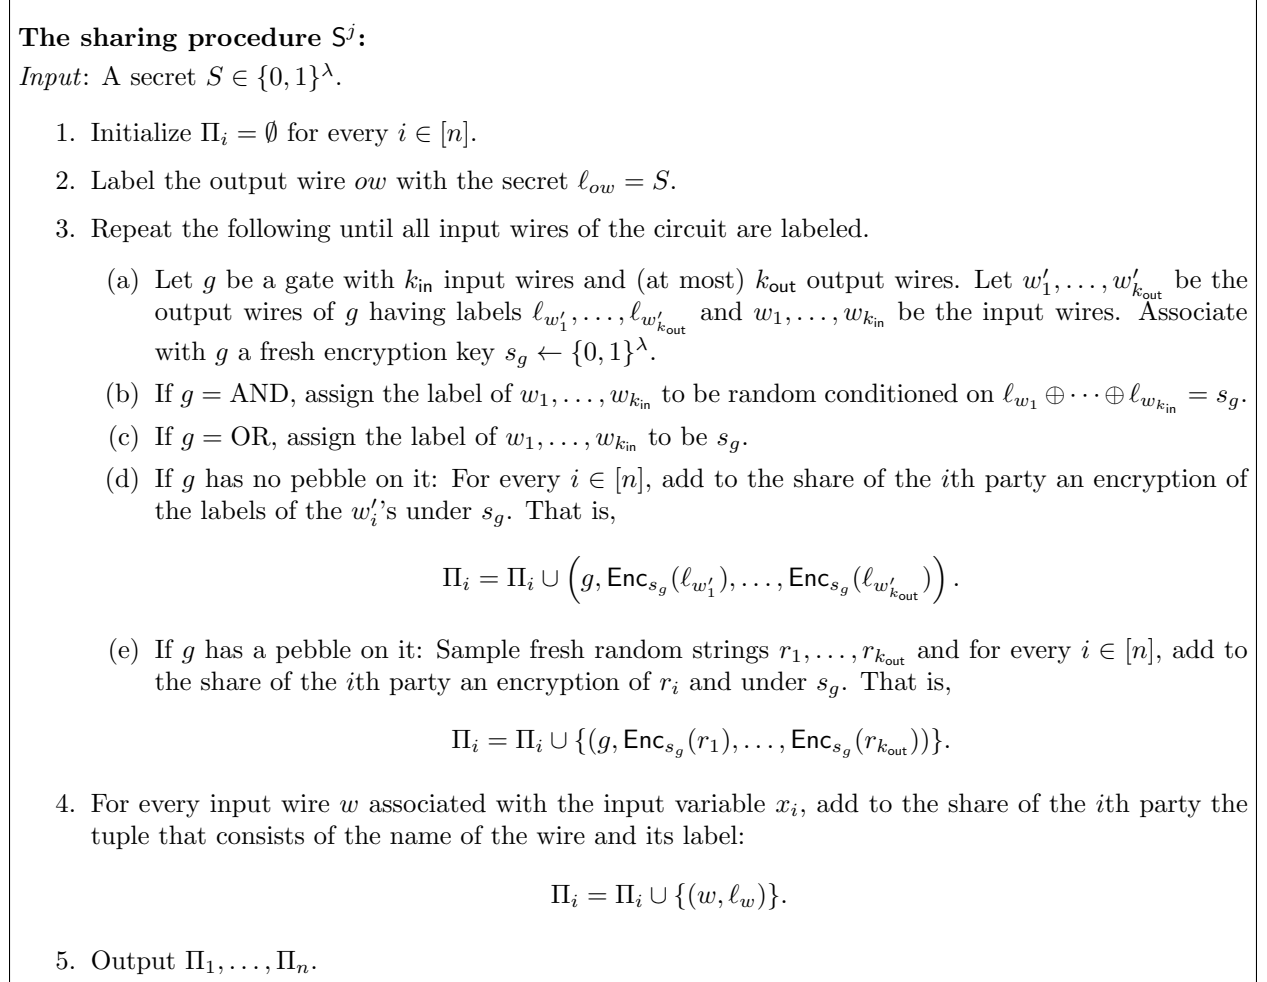 The sharing procedure S^j:
Input: A secret S ∈ {0, 1}^λ.
1. Initialize Π_i = ∅ for every i ∈ [n].
2. Label the output wire ow with the secret ℓ_{ow} = S.
3. Repeat the following until all input wires of the circuit are labeled.
(a) Let g be a gate with k_in input wires and (at most) k_out output wires. Let w′_1, . . . , w′_{k_out} be the
output wires of g having labels ℓ_{w′_1}, . . . , ℓ_{w′_{k_out}} and w_1, . . . , w_{k_in} be the input wires. Associate
with g a fresh encryption key s_g ← {0, 1}^λ.
(b) If g = AND, assign the label of w_1, . . . , w_{k_in} to be random conditioned on ℓ_{w_1} ⊕ · · · ⊕ ℓ_{w_{k_in}} = s_g.
(c) If g = OR, assign the label of w_1, . . . , w_{k_in} to be s_g.
(d) If g has no pebble on it: For every i ∈ [n], add to the share of the ith party an encryption of
the labels of the w′_i's under s_g. That is,
Π_i = Π_i ∪ (g, Enc_{s_g}(ℓ_{w′_1}), . . . , Enc_{s_g}(ℓ_{w′_{k_out}})) .
(e) If g has a pebble on it: Sample fresh random strings r_1, . . . , r_{k_out} and for every i ∈ [n], add to
the share of the ith party an encryption of r_i and under s_g. That is,
Π_i = Π_i ∪ {(g, Enc_{s_g}(r_1), . . . , Enc_{s_g}(r_{k_out}))}.
4. For every input wire w associated with the input variable x_i, add to the share of the ith party the
tuple that consists of the name of the wire and its label:
Π_i = Π_i ∪ {(w, ℓ_w)}.
5. Output Π_1, . . . , Π_n.